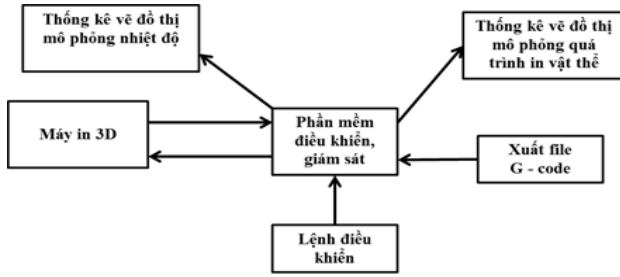 Thống kê vẽ đồ thị
mô phỏng nhiệt độ
Thống kê vẽ đồ thị
mô phỏng quá
trình in vật thể
Máy in 3D
Phần mềm
điều khiển,
giám sát
Xuất file
G - code
Lệnh điều
khiển